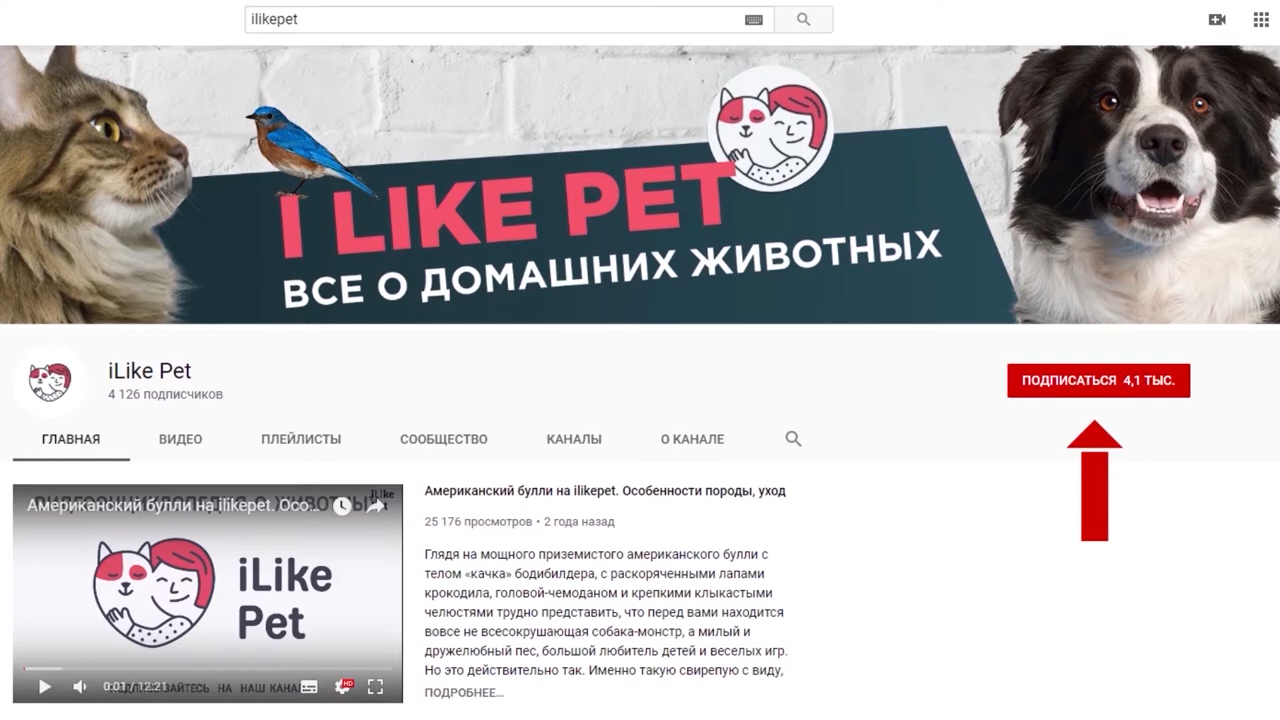 ilikepet
I LIKE PET
ВСЕ О ДОМАШНИХ ЖИВОТНЫХ
iLike Pet
4 126 подписчиков
ПОДПИСАТЬСЯ 4,1 ТЫС.
ГЛАВНАЯ ВИДЕО ПЛЕЙЛИСТЫ СООБЩЕСТВО КАНАЛЫ О КАНАЛЕ
Американский булли на ilikepet. Осо...
iLike
Pet
iLike
Pet
0:01 / 12:21
HD
Американский булли на ilikepet. Особенности породы, уход
25 176 просмотров • 2 года назад
Глядя на мощного приземистого американского булли с
телом «качка» бодибилдера, с раскоряченными лапами
крокодила, головой-чемоданом и крепкими клыкастыми
челюстями трудно представить, что перед вами находится
вовсе не всесокрушающая собака-монстр, а милый и
дружелюбный пес, большой любитель детей и веселых игр.
Но это действительно так. Именно такую свирепую с виду,
ПОДРОБНЕЕ...